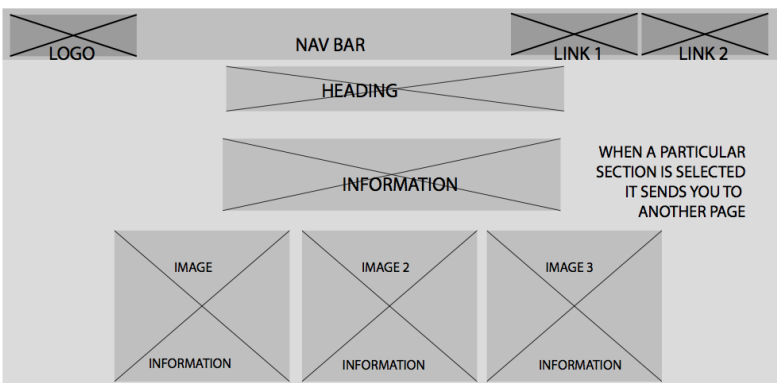 LOGO
NAV BAR
LINK 1
LINK 2
HEADING
INFORMATION
WHEN A PARTICULAR
SECTION IS SELECTED
IT SENDS YOU TO
ANOTHER PAGE
IMAGE
IMAGE 2
IMAGE 3
INFORMATION
INFORMATION
INFORMATION